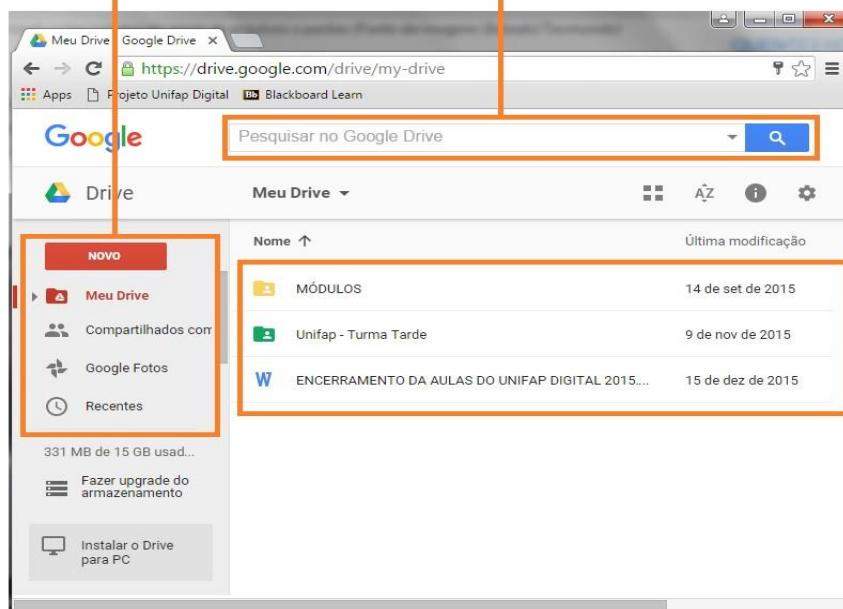 Meu Drive - Google Drive
https://drive.google.com/drive/my-drive
Apps Projeto Unifap Digital Bb Blackboard Learn
Google Pesquisar no Google Drive
Drive Meu Drive AZ
NOVO
Nome Última modificação
Meu Drive
Compartilhados com
Google Fotos
Recentes
MÓDULOS 14 de set de 2015
Unifap - Turma Tarde 9 de nov de 2015
W ENCERRAMENTO DA AULAS DO UNIFAP DIGITAL 2015.... 15 de dez de 2015
331 MB de 15 GB usad...
Fazer upgrade do
armazenamento
Instalar o Drive
para PC